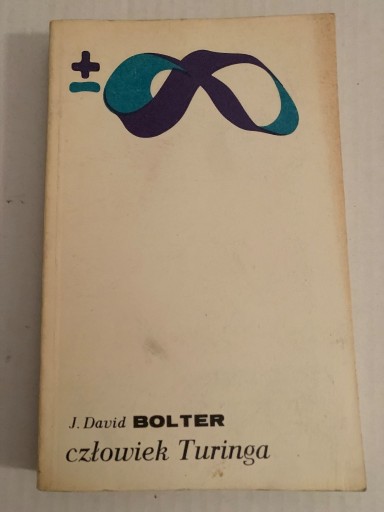 ±
J. David BOLTER
człowiek Turinga